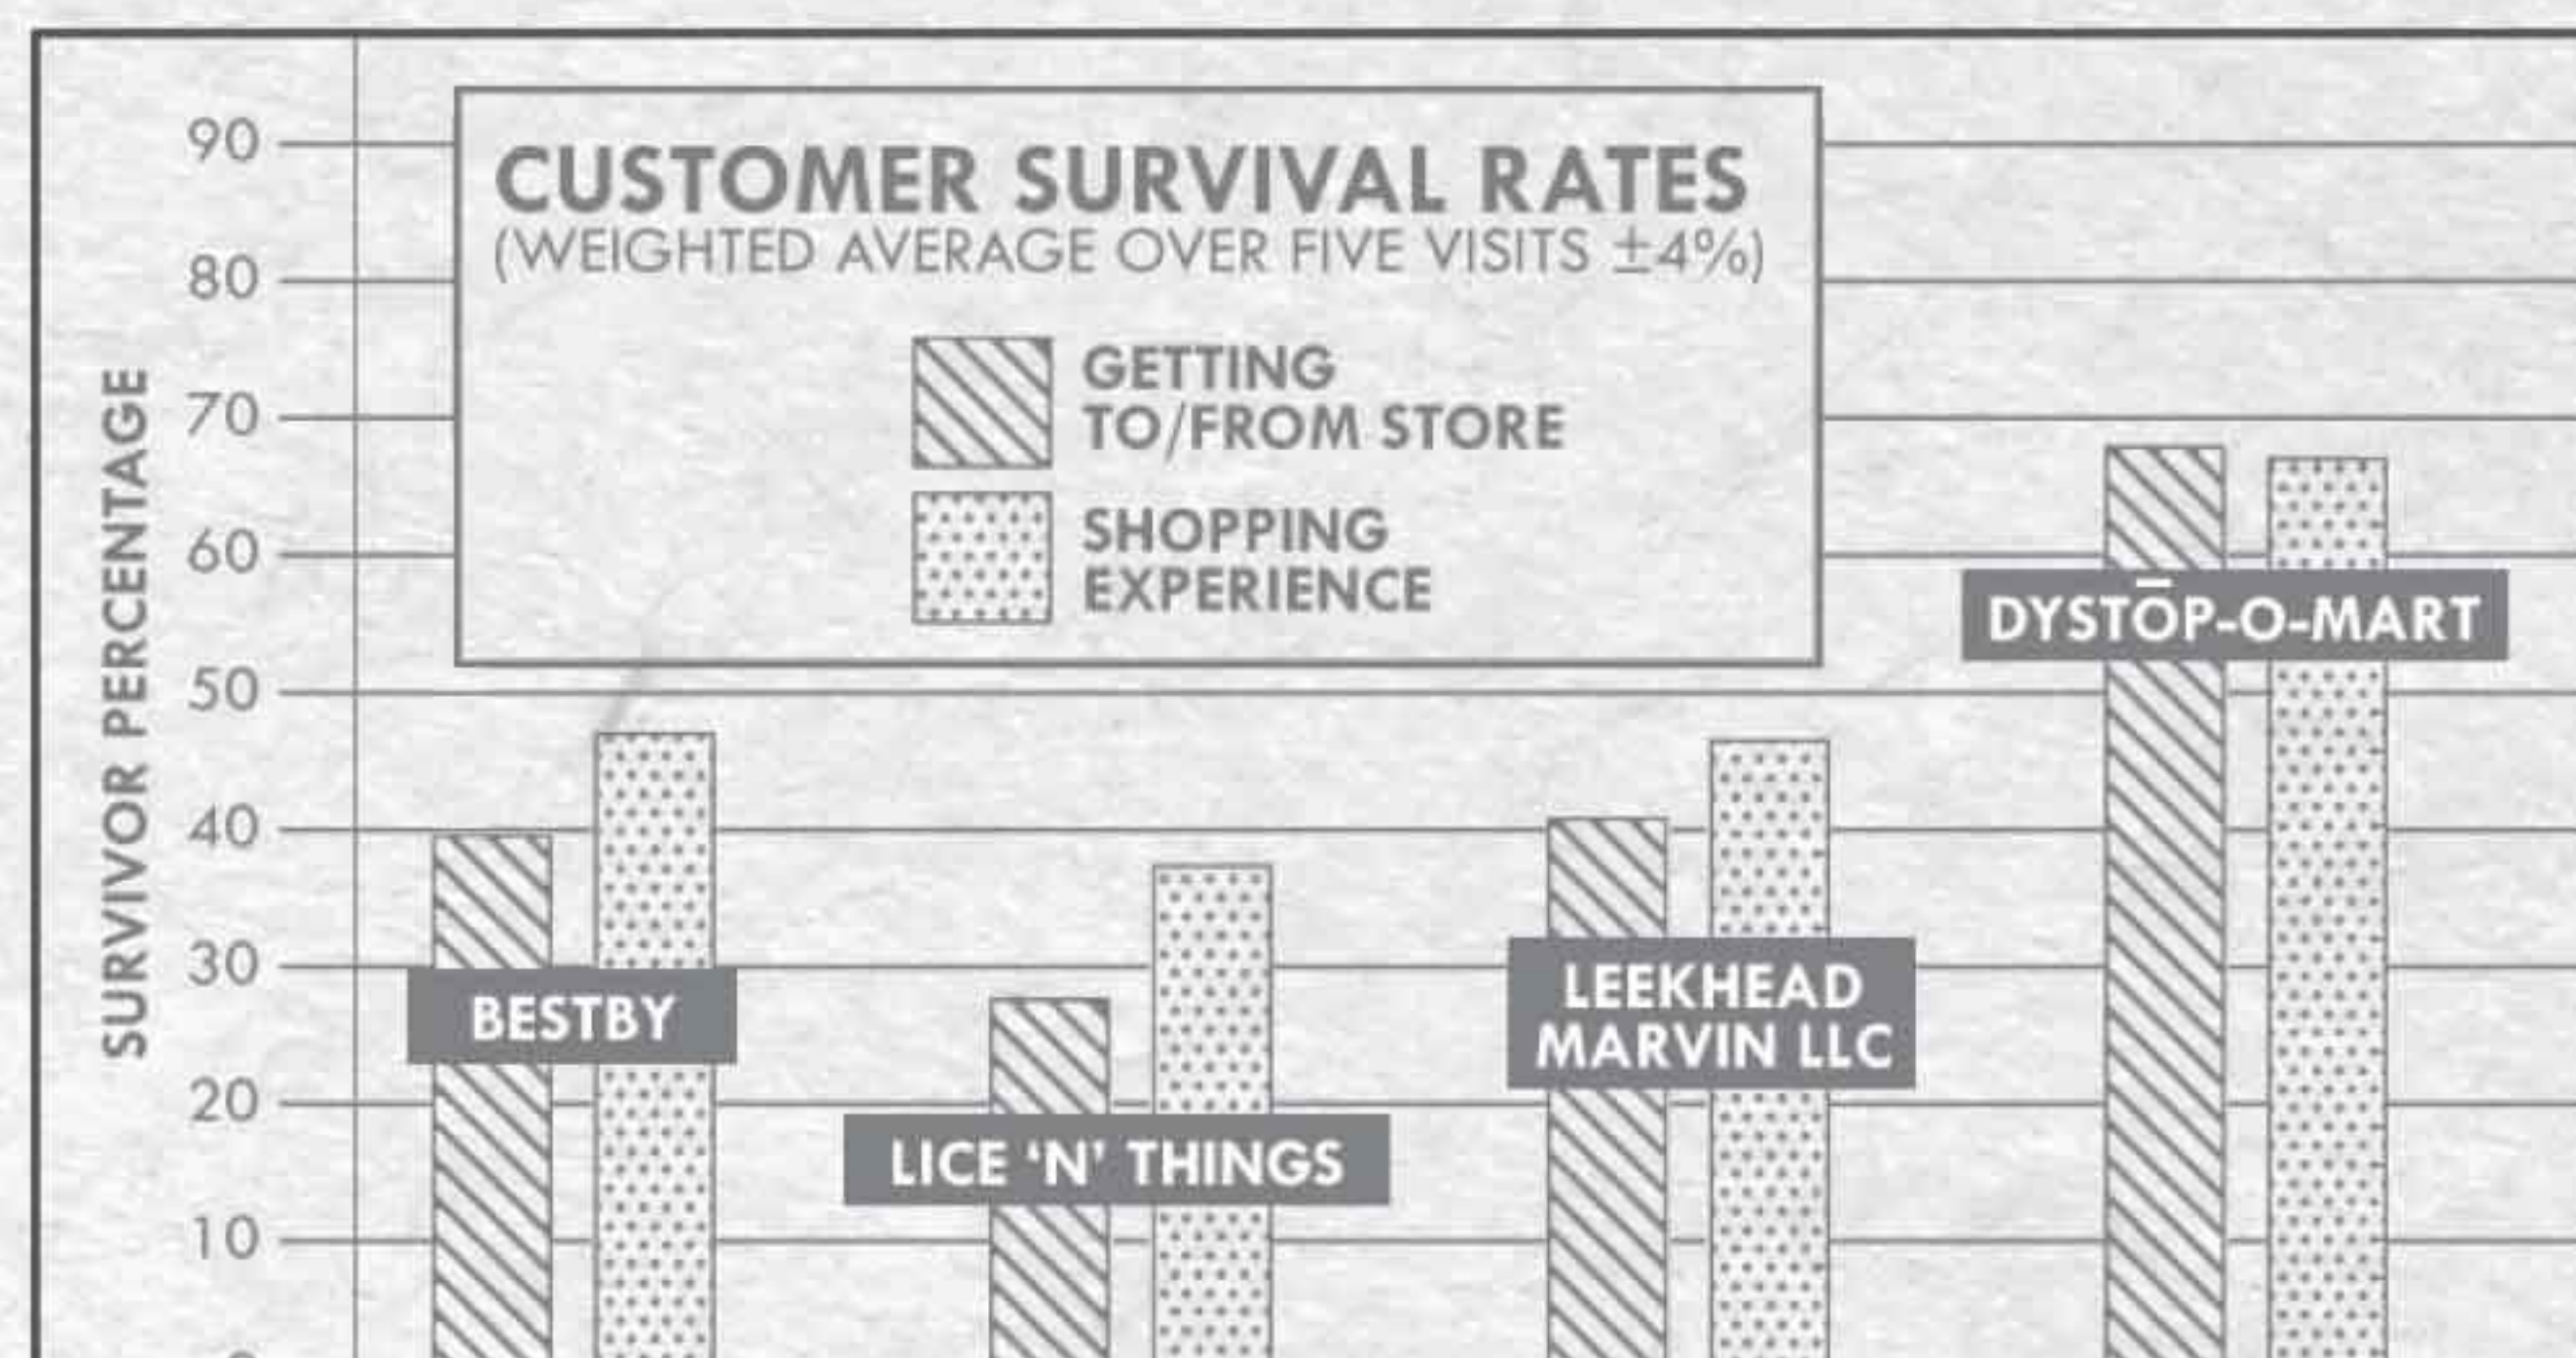 CUSTOMER SURVIVAL RATES
(WEIGHTED AVERAGE OVER FIVE VISITS ±4%)
GETTING
TO/FROM STORE
SHOPPING
EXPERIENCE
SURVIVOR PERCENTAGE
90
80
70
60
50
40
30
20
10
BESTBY
LICE ‘N’ THINGS
LEEKHEAD
MARVIN LLC
DYSTŌP-O-MART